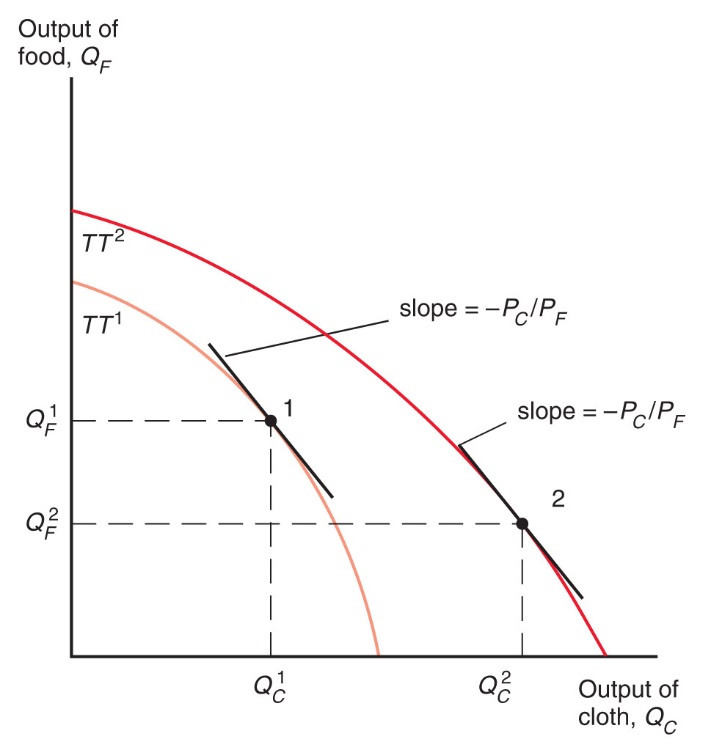 Output of
food, Q_F
TT²
TT¹
slope = –P_C/P_F
1
slope = –P_C/P_F
Q_F¹
2
Q_F²
Q_C¹
Q_C²
Output of
cloth, Q_C